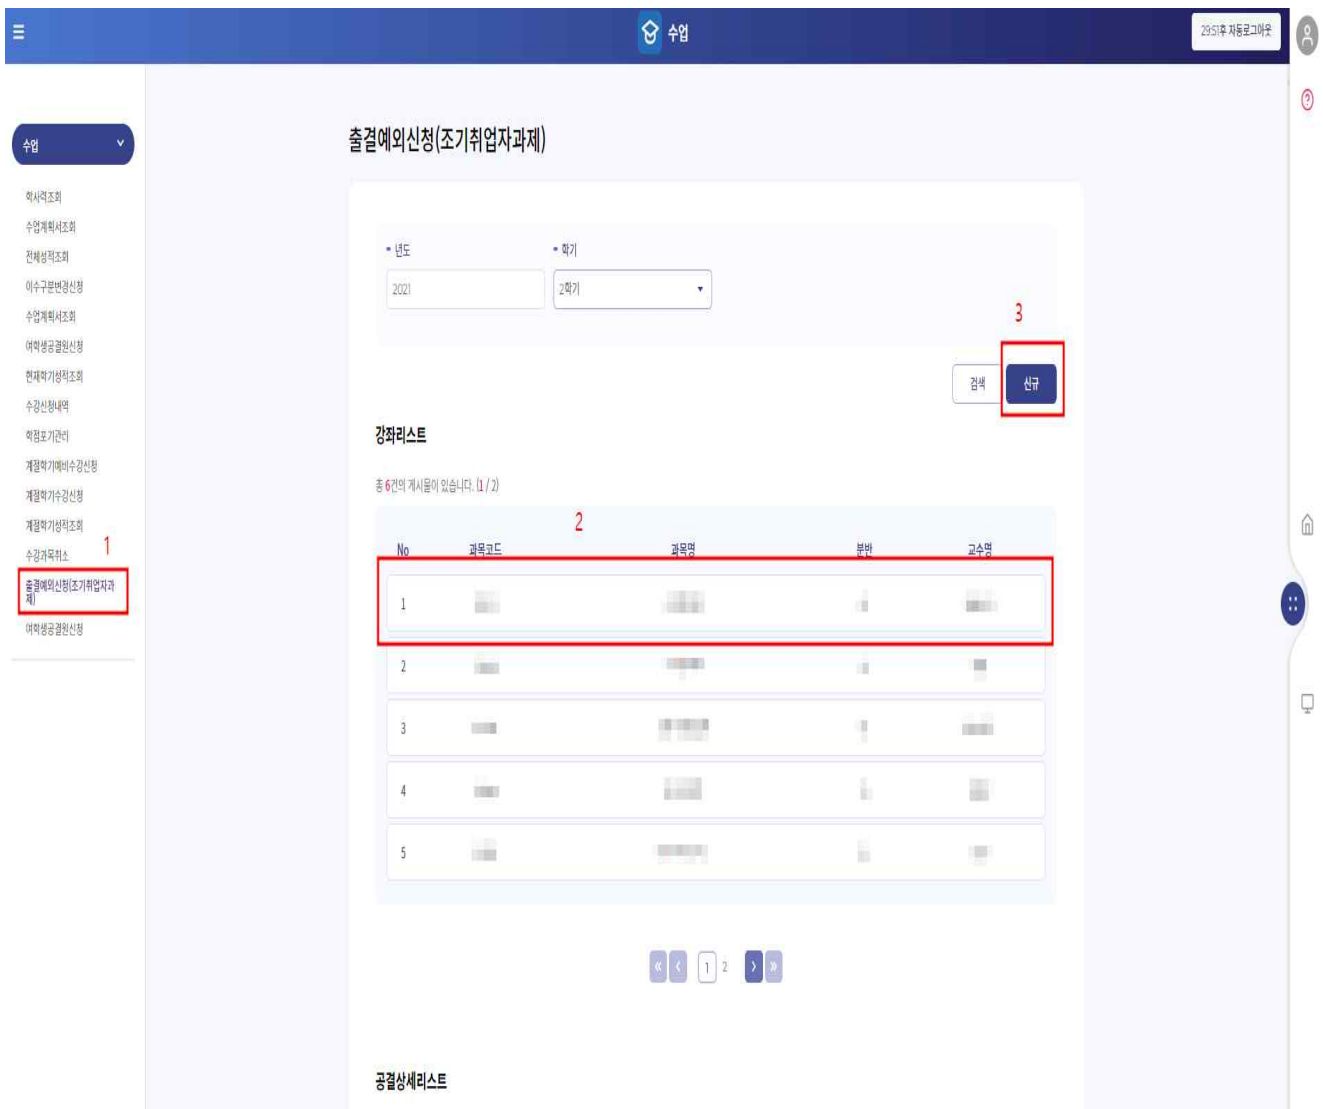 수업
29:51후 자동로그아웃
수업
학사력조회
수업계획서조회
전체성적조회
이수구분변경신청
수업계획서조회
여학생공결원신청
현재학기성적조회
수강신청내역
학점포기관리
계절학기예비수강신청
계절학기수강신청
계절학기성적조회
수강과목취소
1
출결예외신청(조기취업자과
제)
여학생공결원신청
출결예외신청(조기취업자과제)
년도 학기
2021 2학기
3
검색 신규
강좌리스트
총 6건의 게시물이 있습니다. (1 / 2)
2
No 과목코드 과목명 분반 교수명
1
2
3
4
5
« ‹ 1 2 › »
공결상세리스트